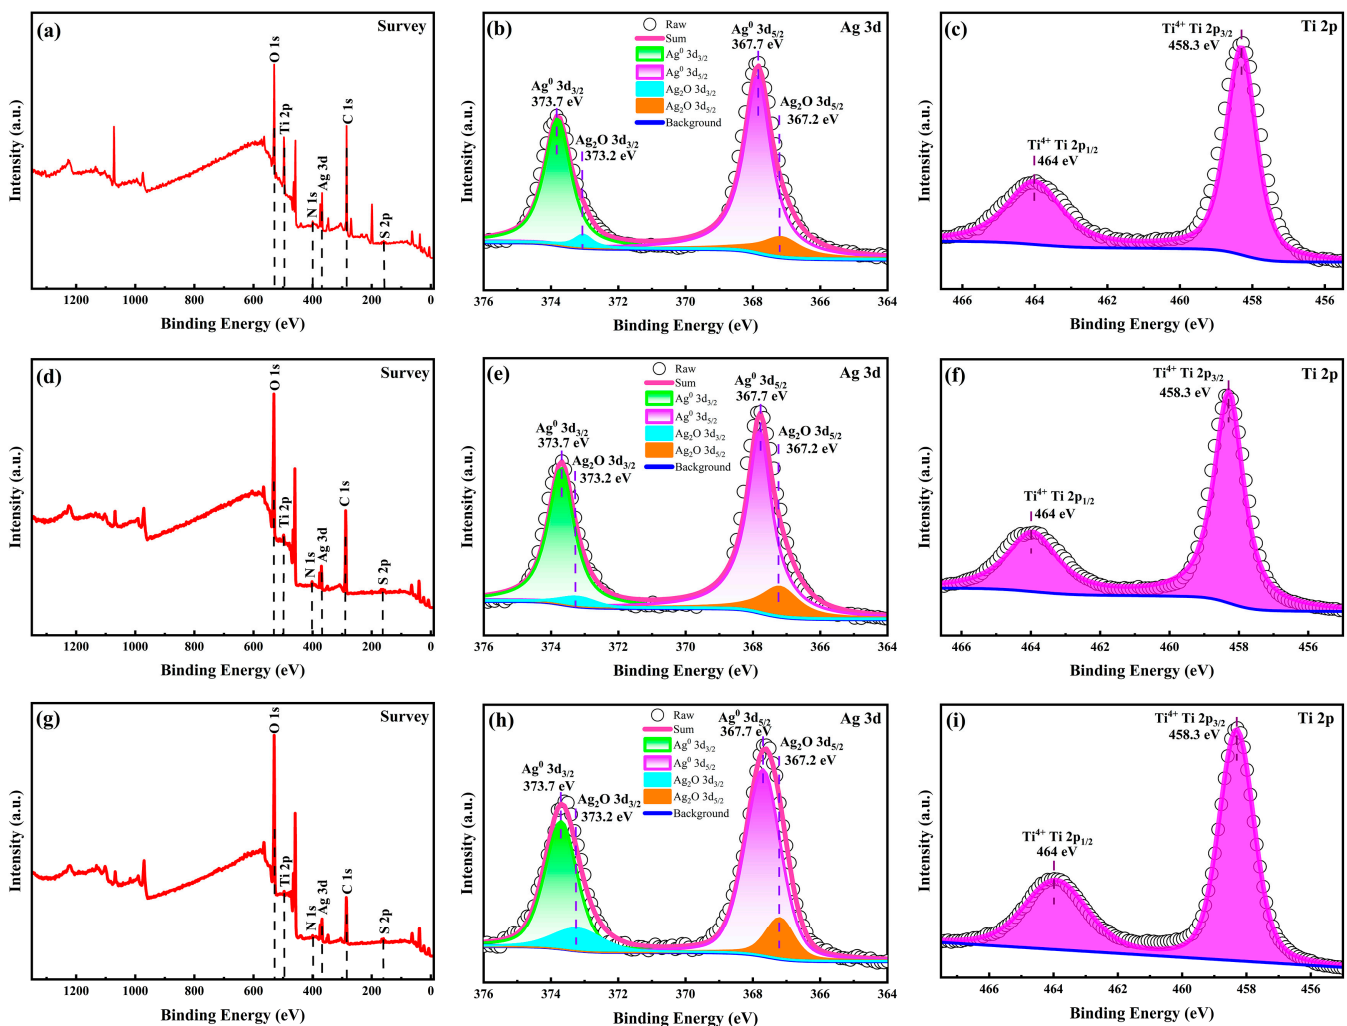 (a)
Survey
O 1s
Ti 2p
N 1s
Ag 3d
C 1s
S 2p
Intensity (a.u.)
1200 1000 800 600 400 200 0
Binding Energy (eV)
(b)
Ag 3d
Raw
Sum
Ag⁰ 3d₃/₂
Ag⁰ 3d₅/₂
Ag₂O 3d₃/₂
Ag₂O 3d₅/₂
Background
Ag⁰ 3d₃/₂
373.7 eV
Ag₂O 3d₃/₂
373.2 eV
Ag⁰ 3d₅/₂
367.7 eV
Ag₂O 3d₅/₂
367.2 eV
Intensity (a.u.)
376 374 372 370 368 366 364
Binding Energy (eV)
(c)
Ti 2p
Ti⁴⁺ Ti 2p₃/₂
458.3 eV
Ti⁴⁺ Ti 2p₁/₂
464 eV
Intensity (a.u.)
466 464 462 460 458 456
Binding Energy (eV)
(d)
Survey
O 1s
Ti 2p
N 1s
Ag 3d
C 1s
S 2p
Intensity (a.u.)
1200 1000 800 600 400 200 0
Binding Energy (eV)
(e)
Ag 3d
Raw
Sum
Ag⁰ 3d₃/₂
Ag⁰ 3d₅/₂
Ag₂O 3d₃/₂
Ag₂O 3d₅/₂
Background
Ag⁰ 3d₃/₂
373.7 eV
Ag₂O 3d₃/₂
373.2 eV
Ag⁰ 3d₅/₂
367.7 eV
Ag₂O 3d₅/₂
367.2 eV
Intensity (a.u.)
376 374 372 370 368 366 364
Binding Energy (eV)
(f)
Ti 2p
Ti⁴⁺ Ti 2p₃/₂
458.3 eV
Ti⁴⁺ Ti 2p₁/₂
464 eV
Intensity (a.u.)
466 464 462 460 458 456
Binding Energy (eV)
(g)
Survey
O 1s
Ti 2p
N 1s
Ag 3d
C 1s
S 2p
Intensity (a.u.)
1200 1000 800 600 400 200 0
Binding Energy (eV)
(h)
Ag 3d
Raw
Sum
Ag⁰ 3d₃/₂
Ag⁰ 3d₅/₂
Ag₂O 3d₃/₂
Ag₂O 3d₅/₂
Background
Ag⁰ 3d₃/₂
373.7 eV
Ag₂O 3d₃/₂
373.2 eV
Ag⁰ 3d₅/₂
367.7 eV
Ag₂O 3d₅/₂
367.2 eV
Intensity (a.u.)
376 374 372 370 368 366 364
Binding Energy (eV)
(i)
Ti 2p
Ti⁴⁺ Ti 2p₃/₂
458.3 eV
Ti⁴⁺ Ti 2p₁/₂
464 eV
Intensity (a.u.)
466 464 462 460 458 456
Binding Energy (eV)